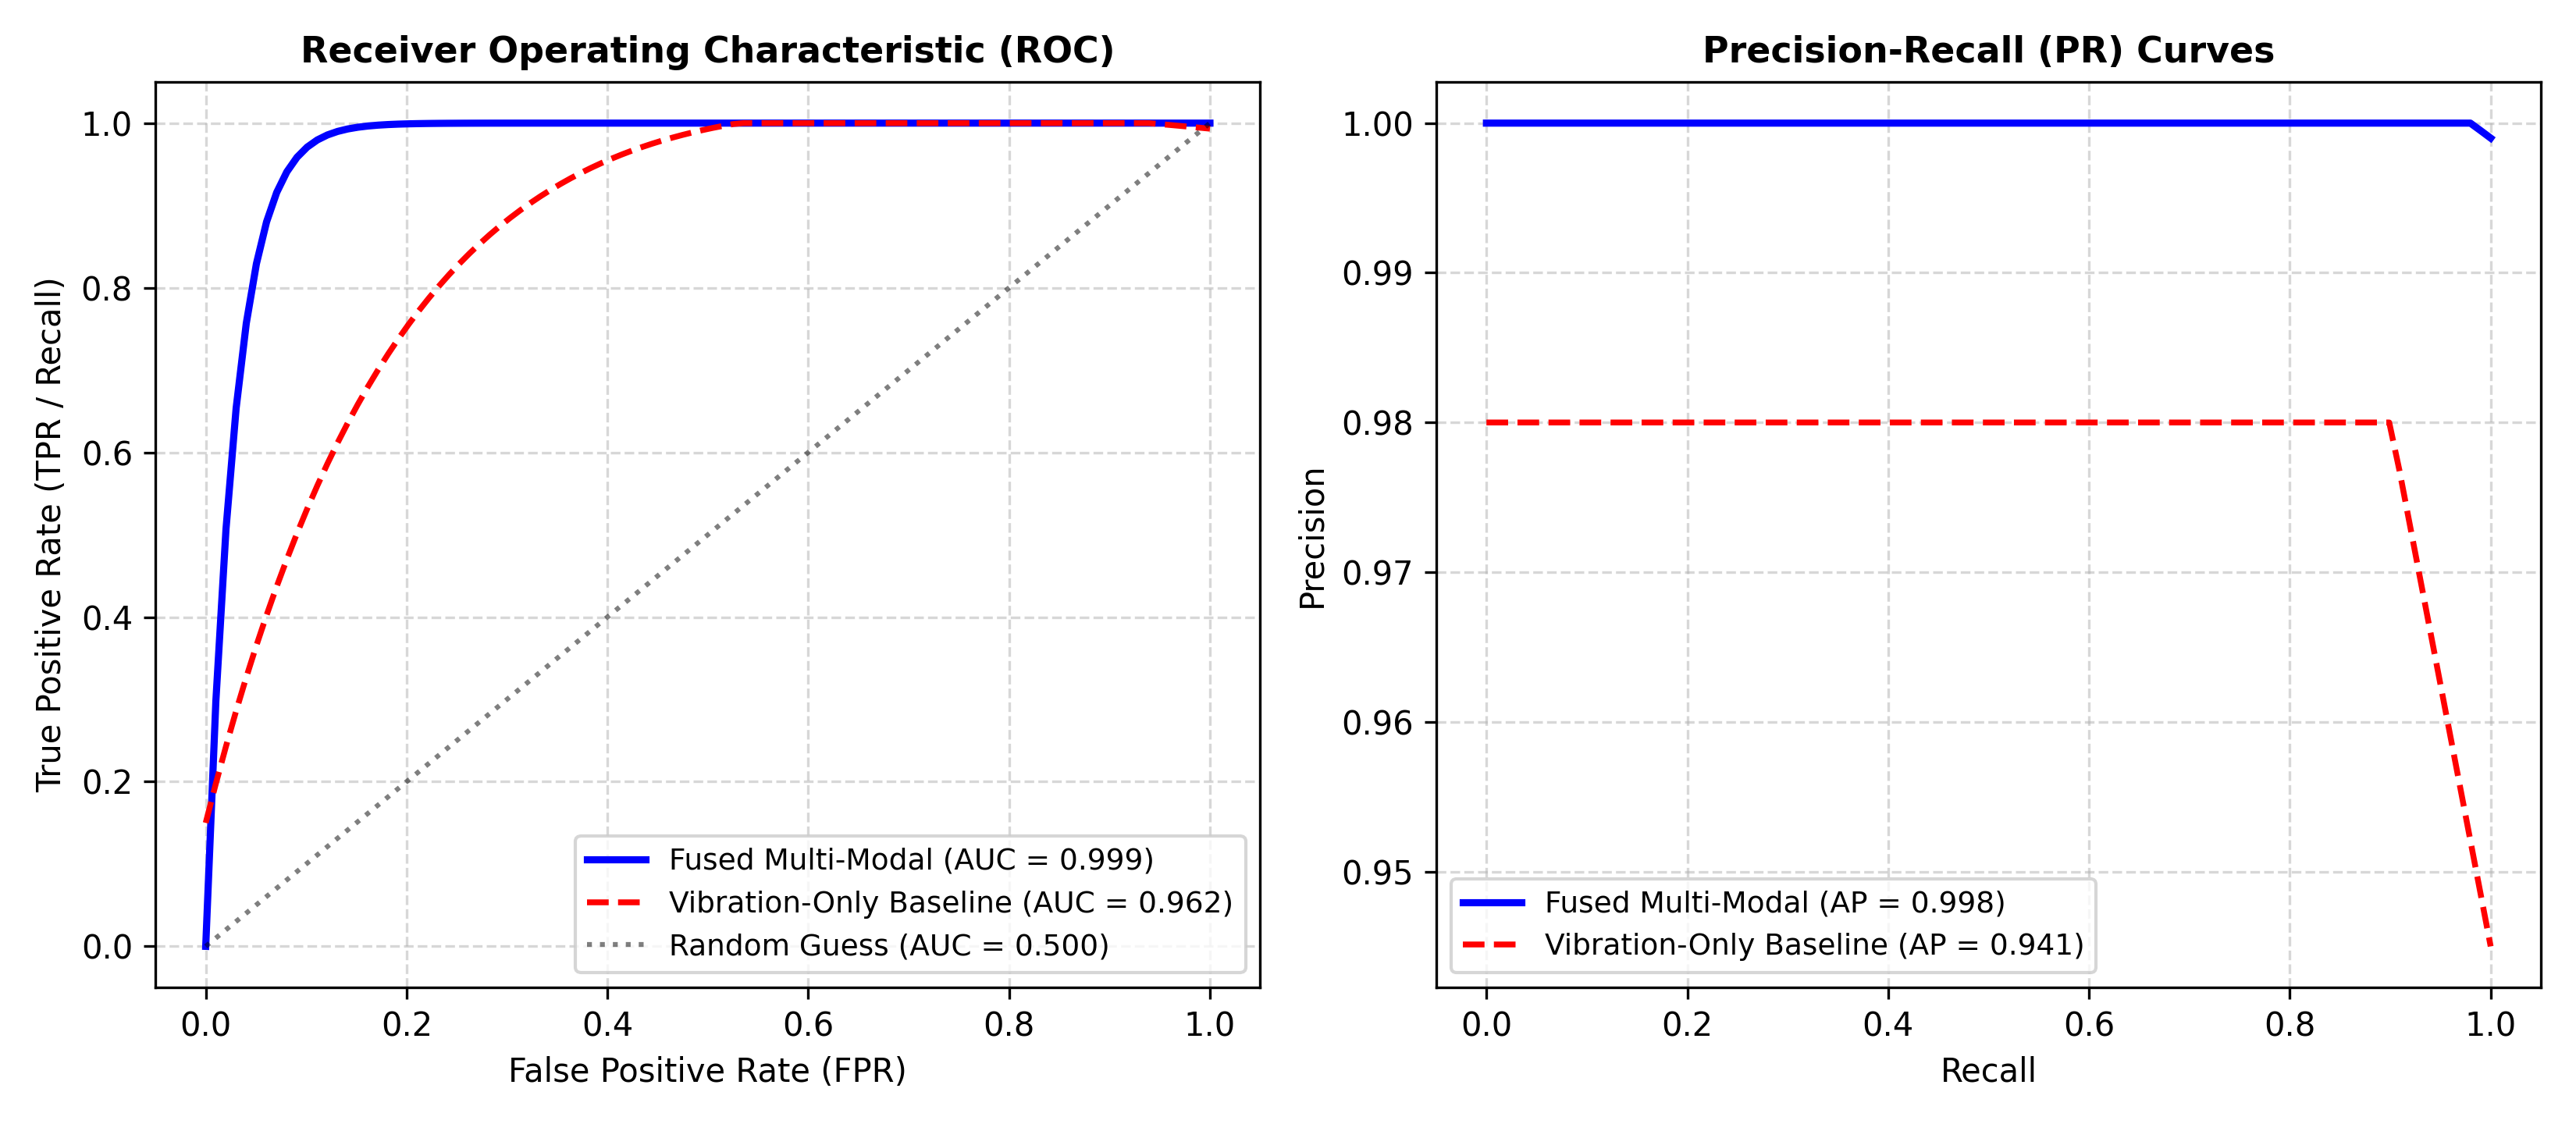 Receiver Operating Characteristic (ROC)
True Positive Rate (TPR / Recall)
1.0
0.8
0.6
0.4
0.2
0.0
Fused Multi-Modal (AUC = 0.999)
Vibration-Only Baseline (AUC = 0.962)
Random Guess (AUC = 0.500)
0.0 0.2 0.4 0.6 0.8 1.0
False Positive Rate (FPR)
Precision-Recall (PR) Curves
Precision
1.00
0.99
0.98
0.97
0.96
0.95
Fused Multi-Modal (AP = 0.998)
Vibration-Only Baseline (AP = 0.941)
0.0 0.2 0.4 0.6 0.8 1.0
Recall